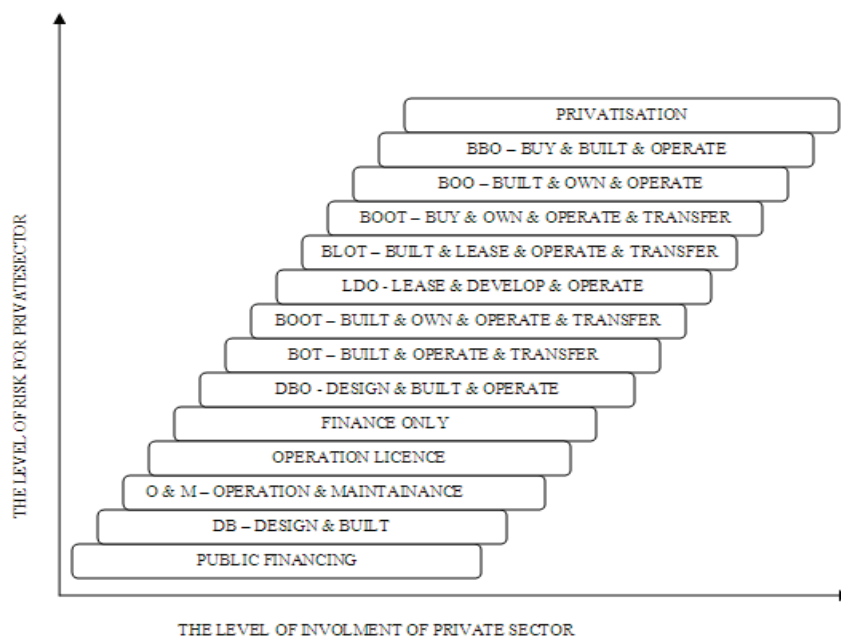 PRIVATISATION
BBO – BUY & BUILT & OPERATE
BOO – BUILT & OWN & OPERATE
BOOT – BUY & OWN & OPERATE & TRANSFER
BLOT – BUILT & LEASE & OPERATE & TRANSFER
LDO - LEASE & DEVELOP & OPERATE
BOOT – BUILT & OWN & OPERATE & TRANSFER
BOT – BUILT & OPERATE & TRANSFER
DBO - DESIGN & BUILT & OPERATE
FINANCE ONLY
OPERATION LICENCE
O & M – OPERATION & MAINTAINANCE
DB – DESIGN & BUILT
PUBLIC FINANCING
THE LEVEL OF RISK FOR PRIVATESECTOR
THE LEVEL OF INVOLMENT OF PRIVATE SECTOR